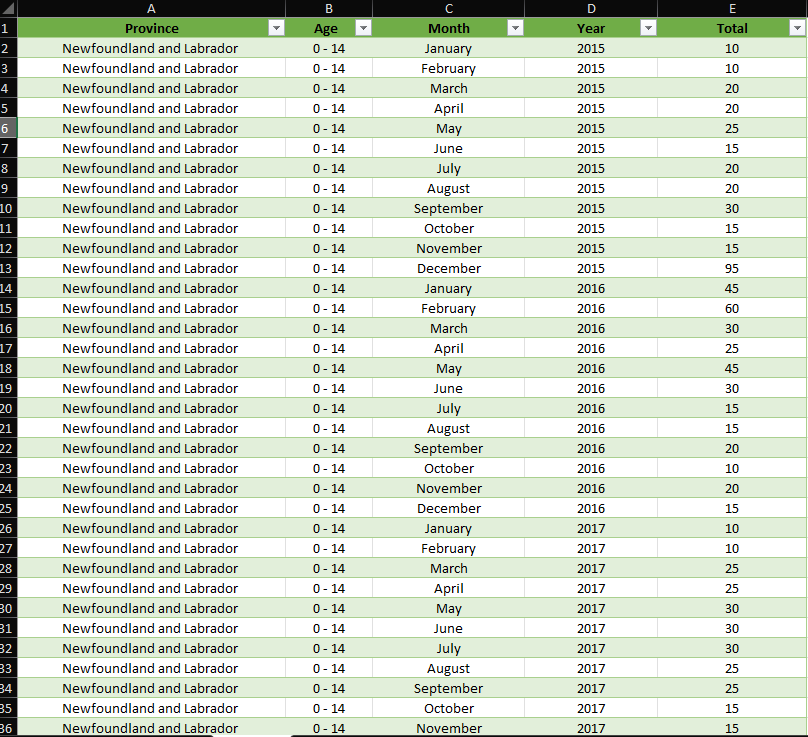 A B C D E
1 Province Age Month Year Total
2 Newfoundland and Labrador 0 - 14 January 2015 10
3 Newfoundland and Labrador 0 - 14 February 2015 10
4 Newfoundland and Labrador 0 - 14 March 2015 20
5 Newfoundland and Labrador 0 - 14 April 2015 20
6 Newfoundland and Labrador 0 - 14 May 2015 25
7 Newfoundland and Labrador 0 - 14 June 2015 15
8 Newfoundland and Labrador 0 - 14 July 2015 20
9 Newfoundland and Labrador 0 - 14 August 2015 20
10 Newfoundland and Labrador 0 - 14 September 2015 30
11 Newfoundland and Labrador 0 - 14 October 2015 15
12 Newfoundland and Labrador 0 - 14 November 2015 15
13 Newfoundland and Labrador 0 - 14 December 2015 95
14 Newfoundland and Labrador 0 - 14 January 2016 45
15 Newfoundland and Labrador 0 - 14 February 2016 60
16 Newfoundland and Labrador 0 - 14 March 2016 30
17 Newfoundland and Labrador 0 - 14 April 2016 25
18 Newfoundland and Labrador 0 - 14 May 2016 45
19 Newfoundland and Labrador 0 - 14 June 2016 30
20 Newfoundland and Labrador 0 - 14 July 2016 15
21 Newfoundland and Labrador 0 - 14 August 2016 15
22 Newfoundland and Labrador 0 - 14 September 2016 20
23 Newfoundland and Labrador 0 - 14 October 2016 10
24 Newfoundland and Labrador 0 - 14 November 2016 20
25 Newfoundland and Labrador 0 - 14 December 2016 15
26 Newfoundland and Labrador 0 - 14 January 2017 10
27 Newfoundland and Labrador 0 - 14 February 2017 10
28 Newfoundland and Labrador 0 - 14 March 2017 25
29 Newfoundland and Labrador 0 - 14 April 2017 25
30 Newfoundland and Labrador 0 - 14 May 2017 30
31 Newfoundland and Labrador 0 - 14 June 2017 30
32 Newfoundland and Labrador 0 - 14 July 2017 30
33 Newfoundland and Labrador 0 - 14 August 2017 25
34 Newfoundland and Labrador 0 - 14 September 2017 25
35 Newfoundland and Labrador 0 - 14 October 2017 15
36 Newfoundland and Labrador 0 - 14 November 2017 15